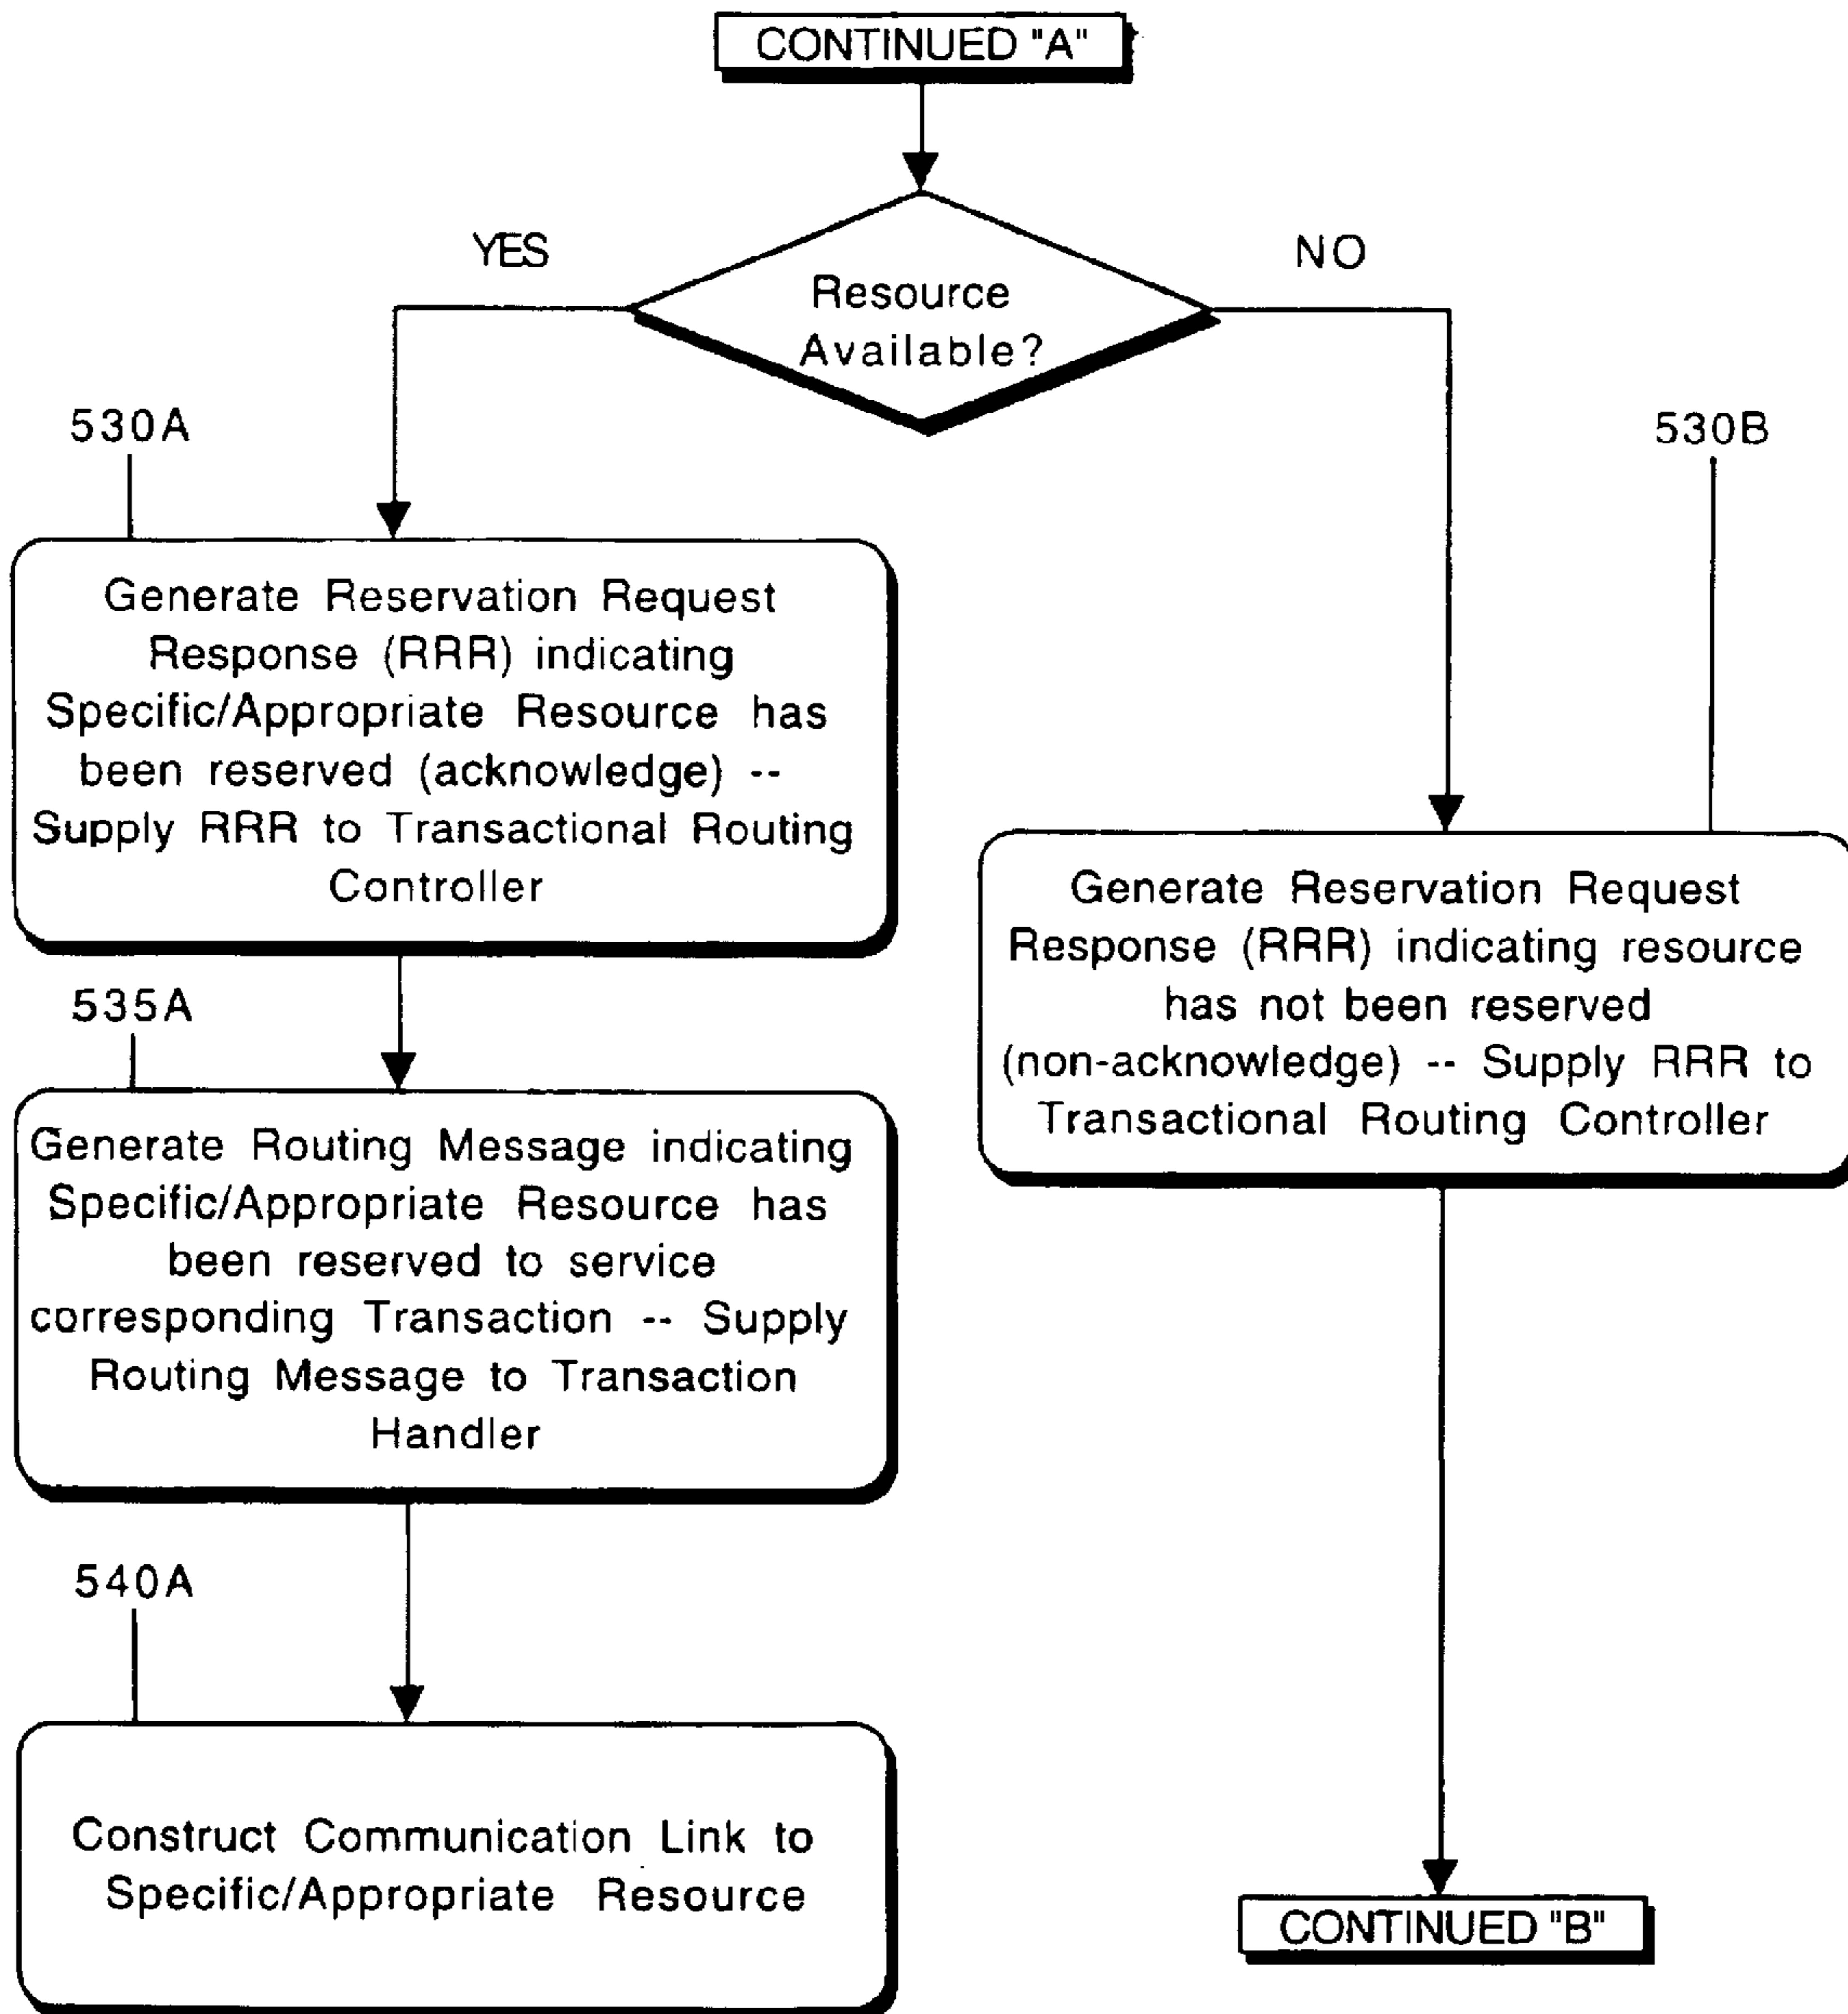 CONTINUED "A"
YES
NO
Resource
Available?
530A
530B
Generate Reservation Request
Response (RRR) indicating
Specific/Appropriate Resource has
been reserved (acknowledge) --
Supply RRR to Transactional Routing
Controller
Generate Reservation Request
Response (RRR) indicating resource
has not been reserved
(non-acknowledge) -- Supply RRR to
Transactional Routing Controller
535A
Generate Routing Message indicating
Specific/Appropriate Resource has
been reserved to service
corresponding Transaction -- Supply
Routing Message to Transaction
Handler
540A
Construct Communication Link to
Specific/Appropriate Resource
CONTINUED "B"